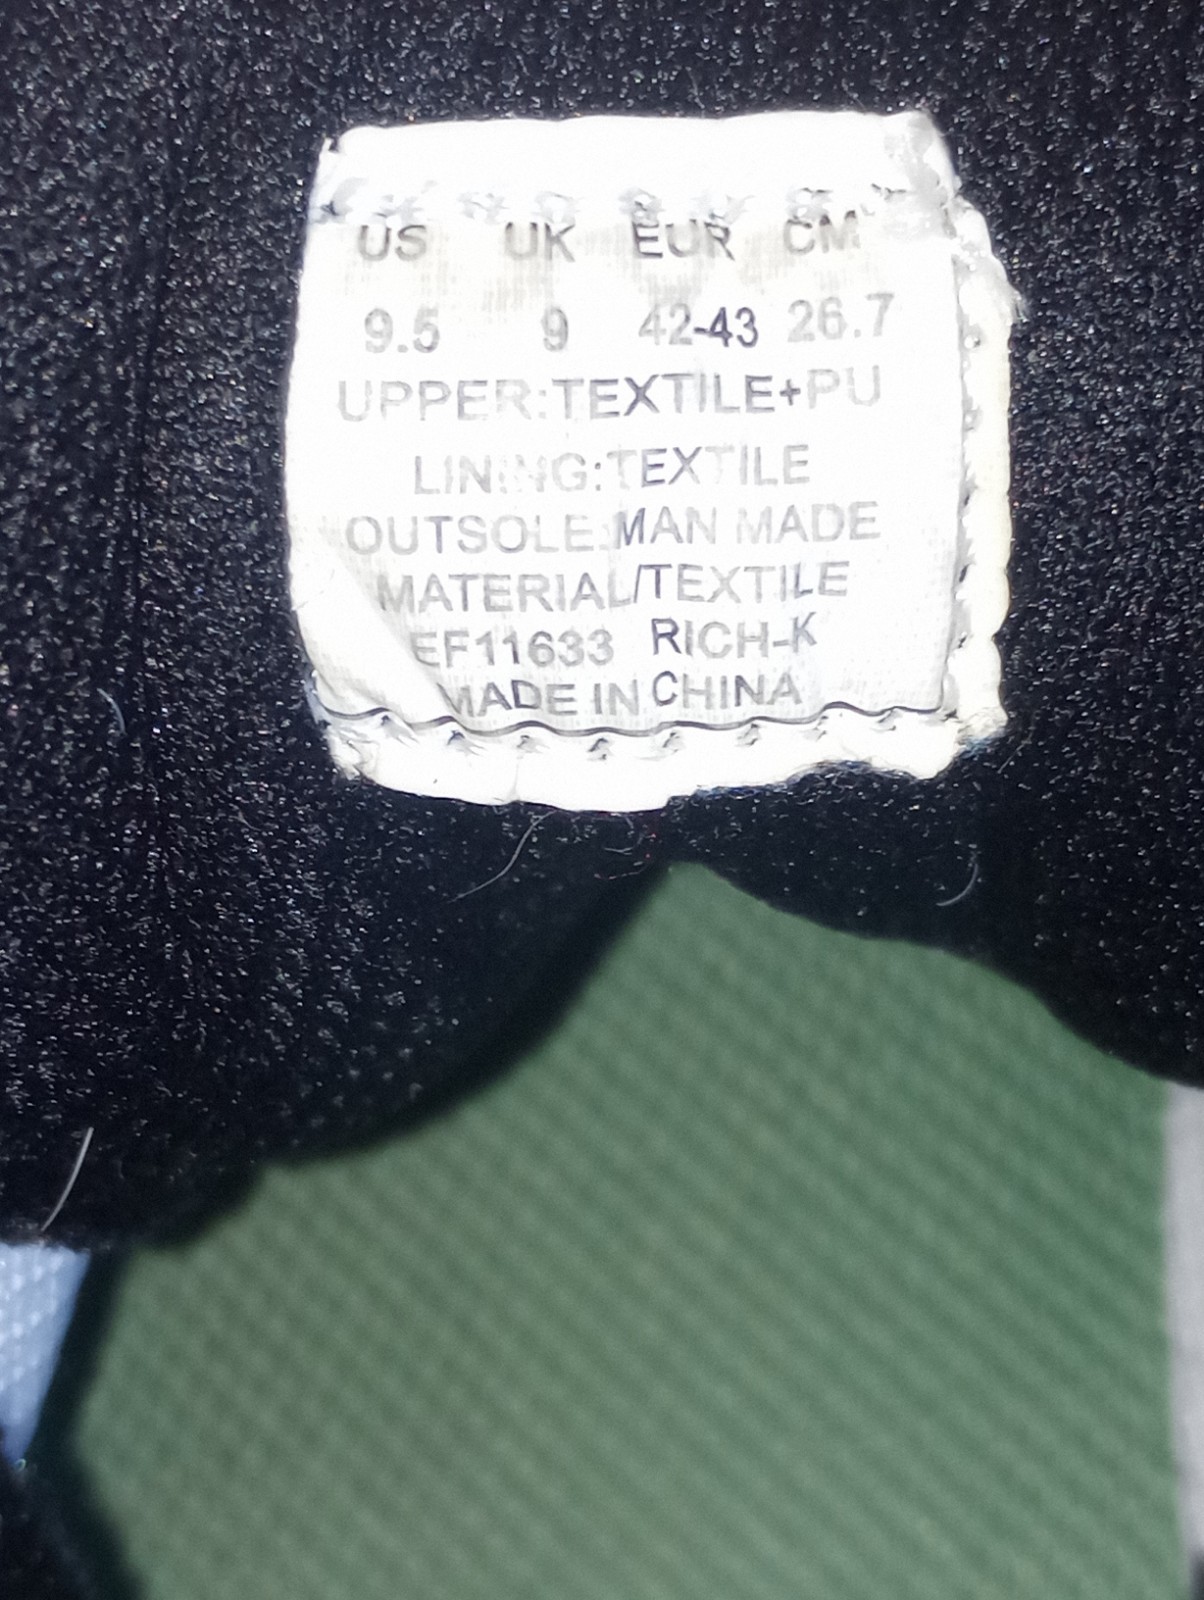 US UK EUR CM
9.5 9 42-43 26.7
UPPER:TEXTILE+PU
LINING:TEXTILE
OUTSOLE:MAN MADE
MATERIAL/TEXTILE
EF11633 RICH-K
MADE IN CHINA